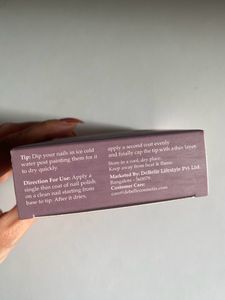 Tip: Dip your nails in ice cold
water post painting them for it
to dry quickly.
Direction For Use: Apply a
single thin coat of nail polish
on a clean nail starting from
base to tip. After it dries,
apply a second coat evenly
and finally cap the tip with a thin layer.
Store in a cool, dry place.
Keep away from heat & flame.
Marketed By: DeBelle Lifestyle Pvt Ltd.
Bangalore -
Customer Care: